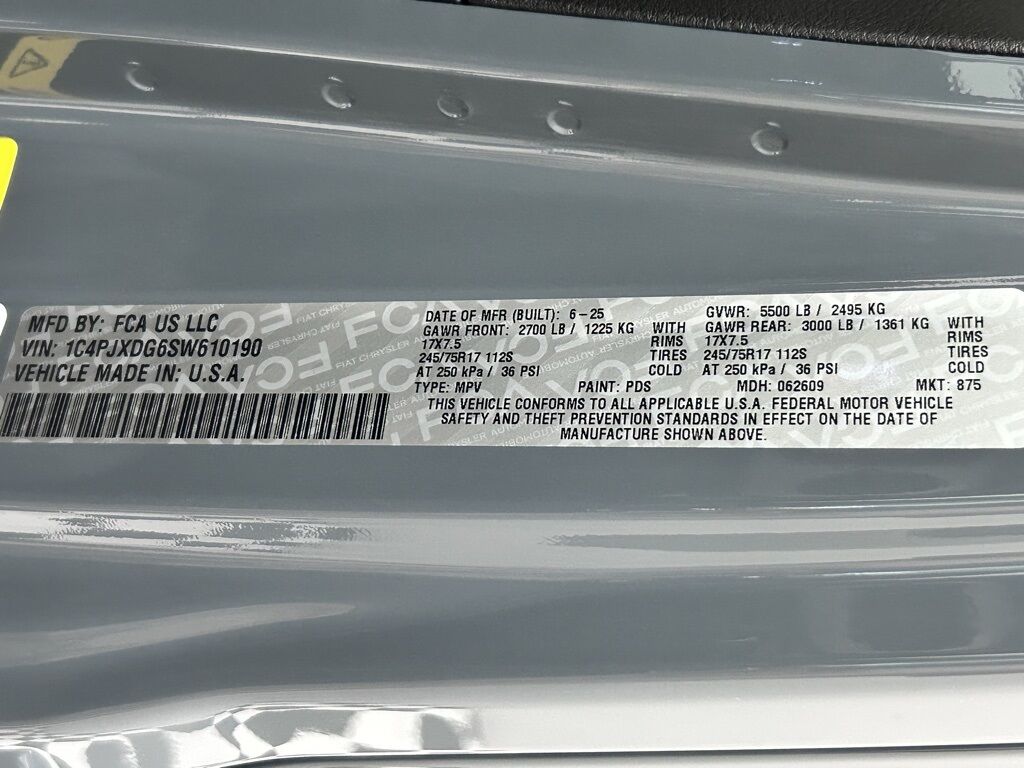 MFD BY: FCA US LLC
VIN: 1C4PJXDG6SW610190
VEHICLE MADE IN: U.S.A.
DATE OF MFR (BUILT): 6-25
GAWR FRONT: 2700 LB / 1225 KG WITH
17X7.5 RIMS
245/75R17 112S TIRES
AT 250 kPa / 36 PSI COLD
GVWR: 5500 LB / 2495 KG
GAWR REAR: 3000 LB / 1361 KG WITH
17X7.5 RIMS
245/75R17 112S TIRES
AT 250 kPa / 36 PSI COLD
TYPE: MPV PAINT: PDS MDH: 062609 MKT: 875
THIS VEHICLE CONFORMS TO ALL APPLICABLE U.S.A. FEDERAL MOTOR VEHICLE
SAFETY AND THEFT PREVENTION STANDARDS IN EFFECT ON THE DATE OF
MANUFACTURE SHOWN ABOVE.